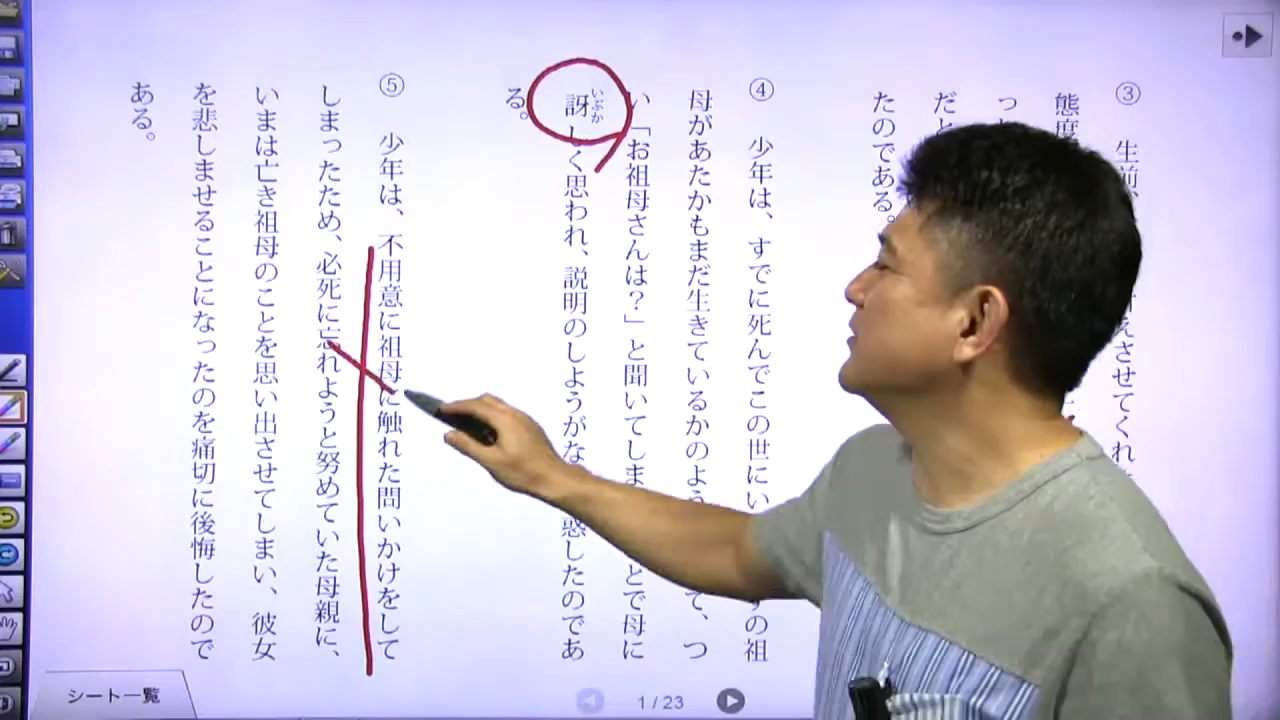 ③ 生前、
態度
っ
だと
たのである。
④ 少年は、すでに死んでこの世にい の祖
母があたかもまだ生きているかのよう て、つ
い、「お祖母さんは？」と聞いてしま とで母に
訝しく思われ、説明のしようがな 惑したのであ
いぶか
る。
⑤ 少年は、不用意に祖母に触れた問いかけをして
しまったため、必死に忘れようと努めていた母親に、
いまは亡き祖母のことを思い出させてしまい、彼女
を悲しませることになったのを痛切に後悔したので
ある。
シート一覧
1 / 23